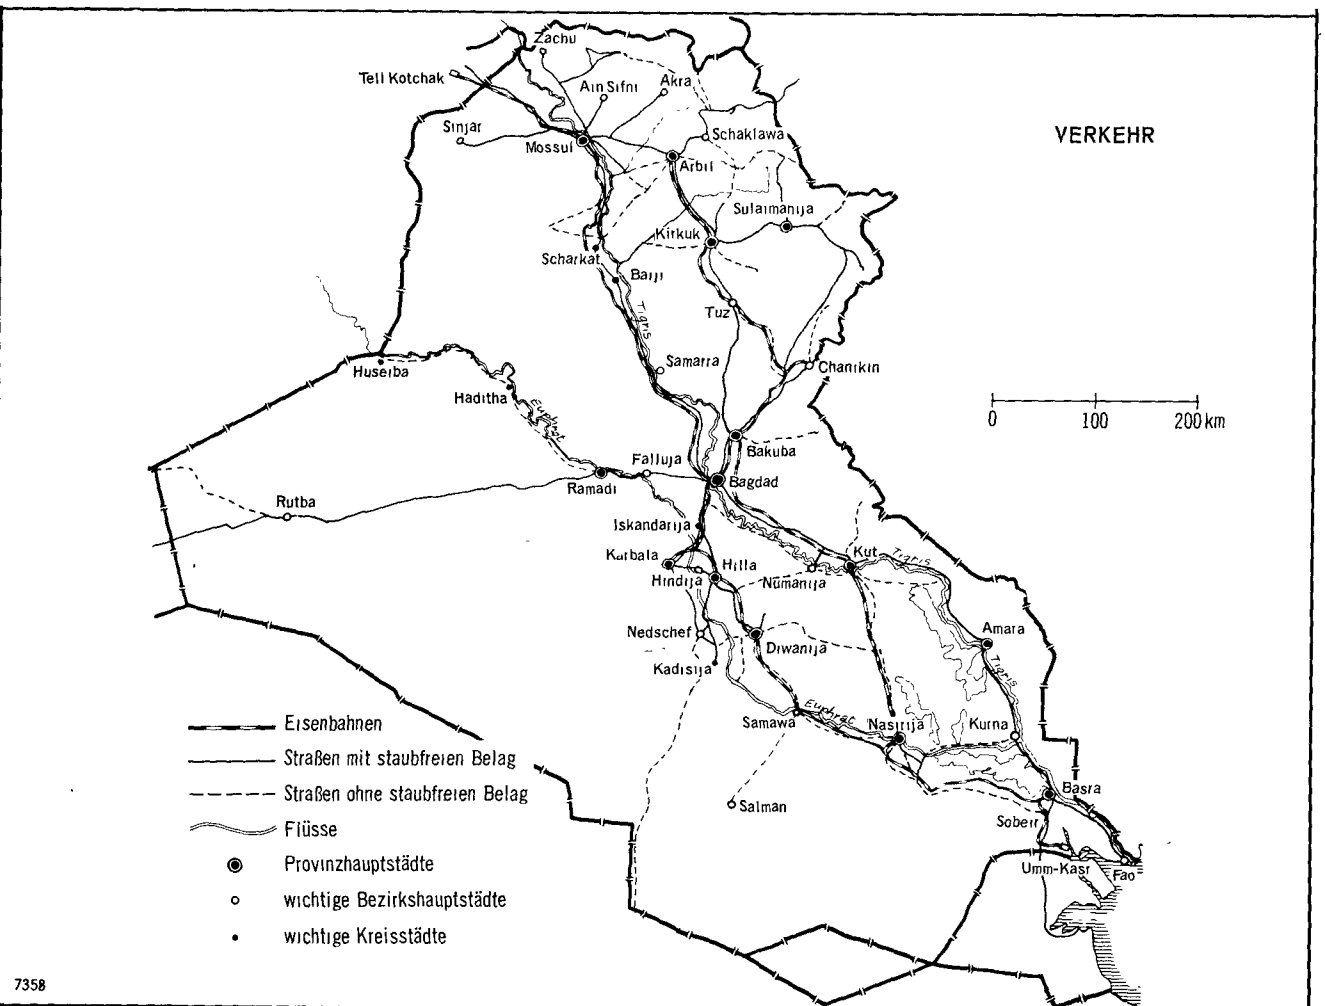 VERKEHR
Zachu
Tell Kotchak
Ain Sifni
Akra
Sinjar
Mossul
Schaklawa
Arbil
Sulaimanija
Kirkuk
Scharkat
Baiji
Tigris
Tuz
Samarra
Chanikin
Huseiba
Haditha
Euphrat
0 100 200 km
Bakuba
Falluja
Ramadi
Bagdad
Rutba
Iskandarija
Karbala
Hindija
Hilla
Numanija
Kut
Tigris
Nedschef
Diwanija
Amara
Kadisija
Tigris
Samawa
Euphrat
Nasirija
Kurna
Salman
Basra
Sobeir
Umm-Kasr
Fao
Eisenbahnen
Straßen mit staubfreien Belag
Straßen ohne staubfreien Belag
Flüsse
Provinzhauptstädte
wichtige Bezirkshauptstädte
wichtige Kreisstädte
7358